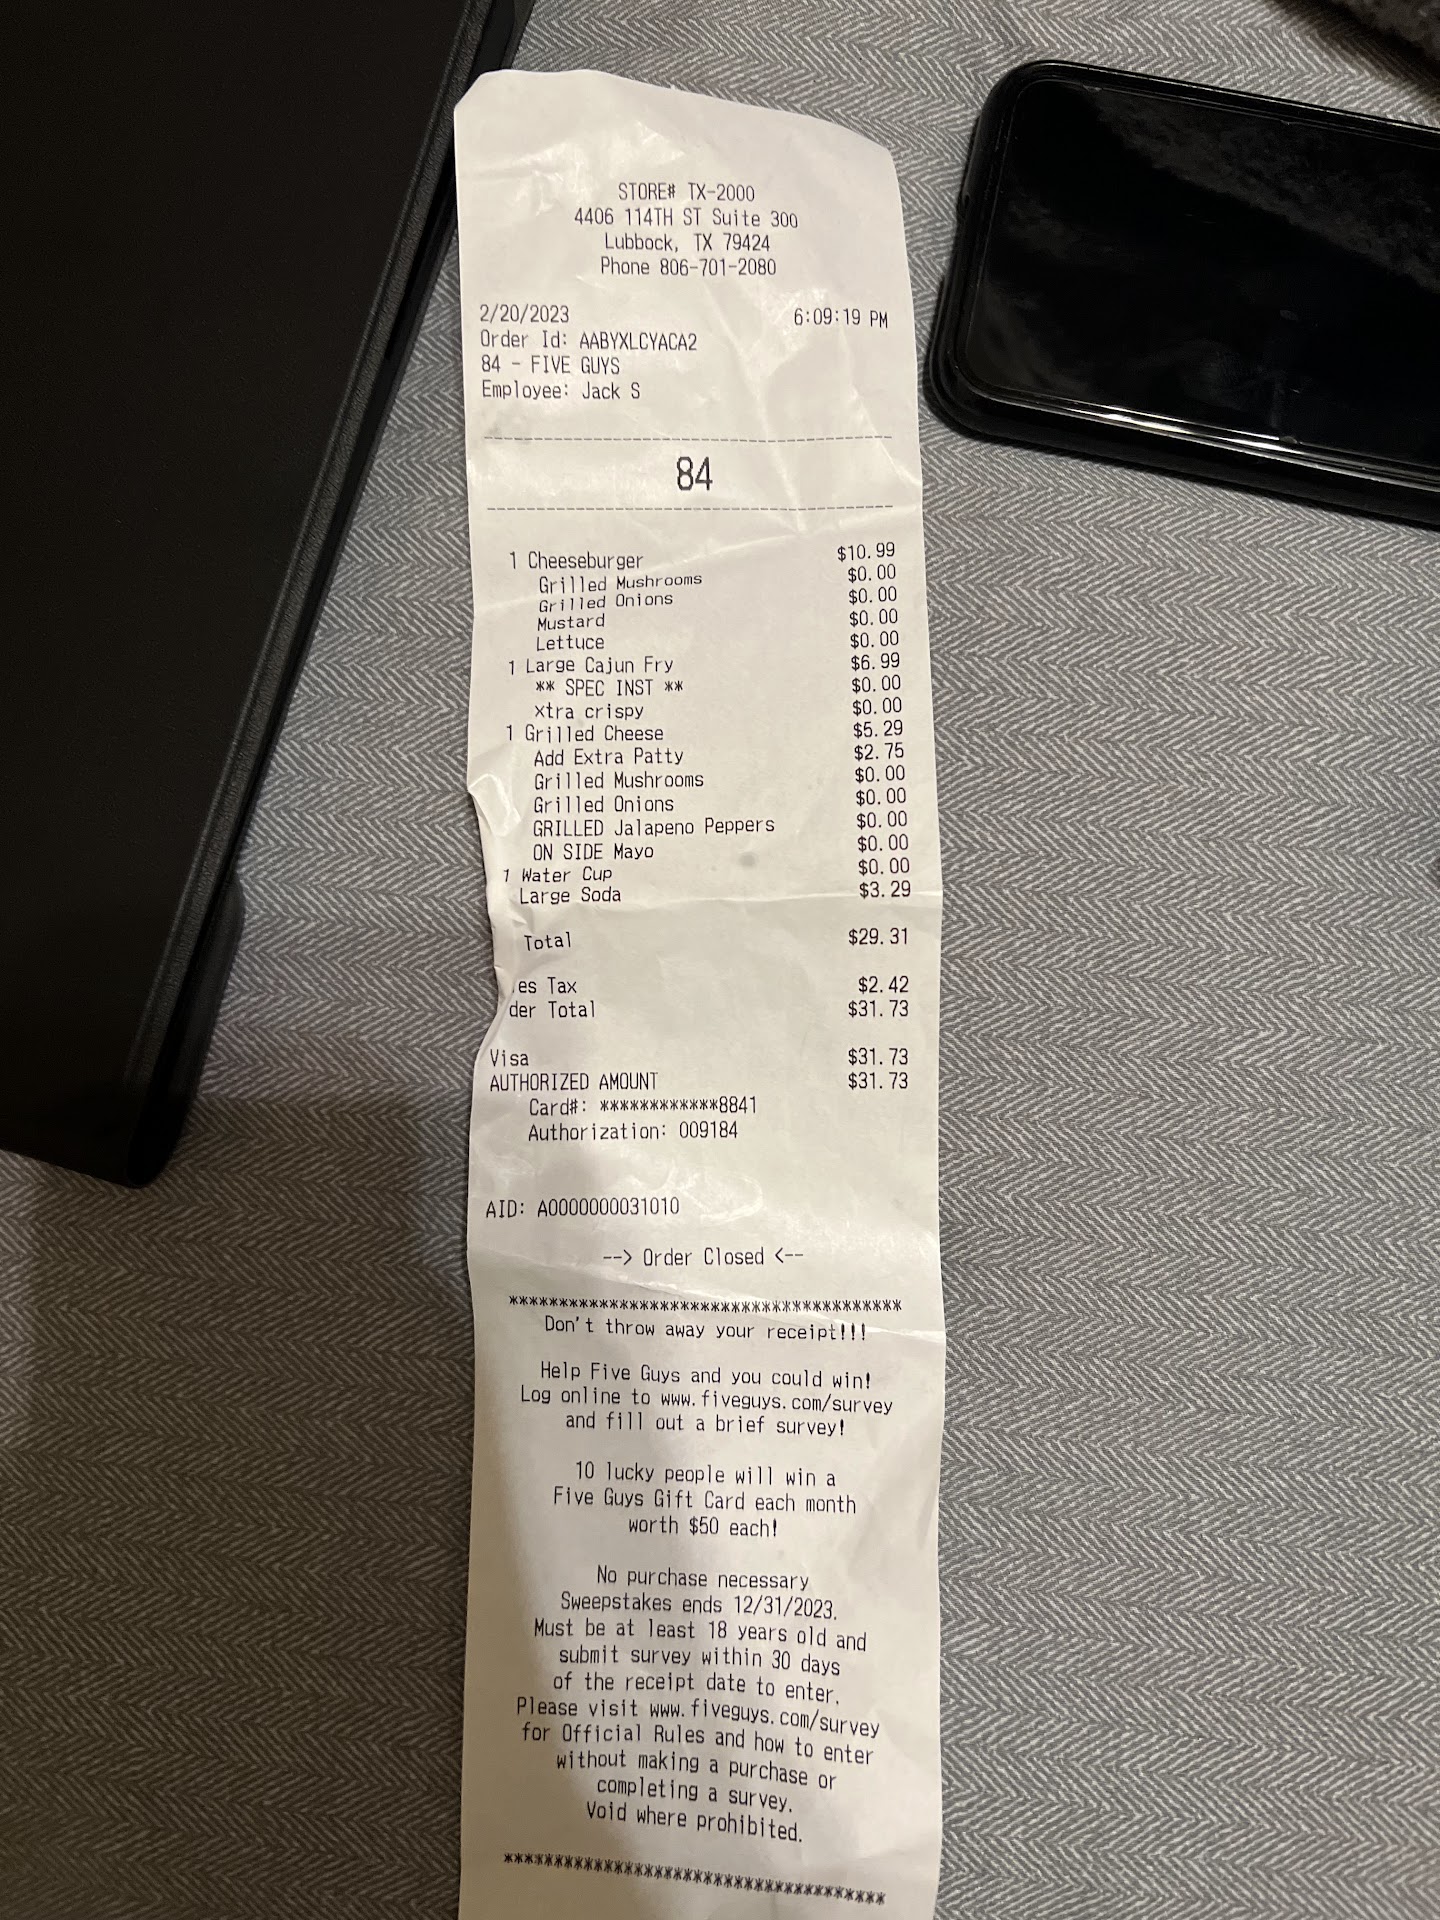 STORE# TX-2000
4406 114TH ST Suite 300
Lubbock, TX 79424
Phone 806-701-2080
2/20/2023 6:09:19 PM
Order Id: AABYXLCYACA2
84 - FIVE GUYS
Employee: Jack S
84
1 Cheeseburger $10.99
Grilled Mushrooms $0.00
Grilled Onions $0.00
Mustard $0.00
Lettuce $0.00
1 Large Cajun Fry $6.99
** SPEC INST ** $0.00
xtra crispy $0.00
1 Grilled Cheese $5.29
Add Extra Patty $2.75
Grilled Mushrooms $0.00
Grilled Onions $0.00
GRILLED Jalapeno Peppers $0.00
ON SIDE Mayo $0.00
1 Water Cup $0.00
Large Soda $3.29
Total $29.31
es Tax $2.42
der Total $31.73
Visa $31.73
AUTHORIZED AMOUNT $31.73
Card#: ************8841
Authorization: 009184
AID: A0000000031010
--> Order Closed <--
***************************************
Don't throw away your receipt!!!
Help Five Guys and you could win!
Log online to www.fiveguys.com/survey
and fill out a brief survey!
10 lucky people will win a
Five Guys Gift Card each month
worth $50 each!
No purchase necessary
Sweepstakes ends 12/31/2023.
Must be at least 18 years old and
submit survey within 30 days
of the receipt date to enter.
Please visit www.fiveguys.com/survey
for Official Rules and how to enter
without making a purchase or
completing a survey.
Void where prohibited.
***************************************